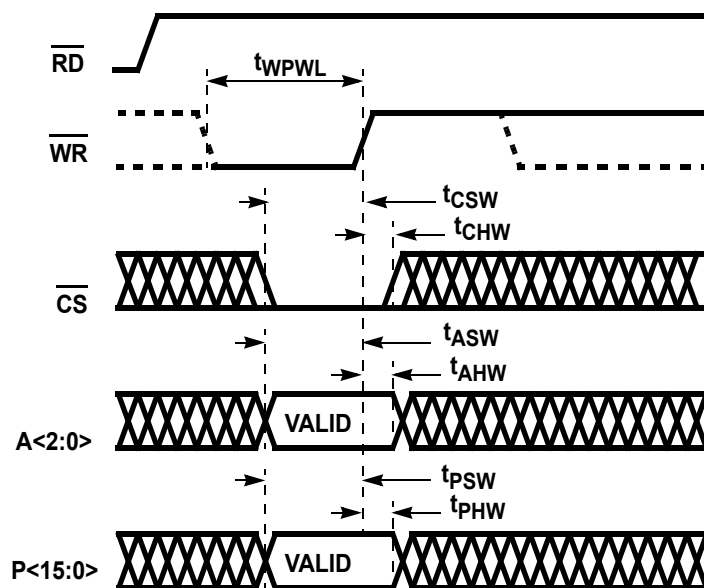 RD
tWPWL
WR
tCSW
tCHW
CS
tASW
tAHW
VALID
A<2:0>
tPSW
tPHW
VALID
P<15:0>